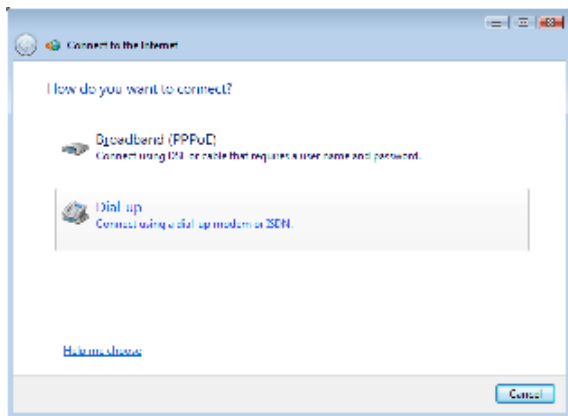 Connect to the Internet
How do you want to connect?
Broadband (PPPoE)
Connect using DSL or cable that requires a user name and password.
Dial-up
Connect using a dial-up modem or ISDN.
Help me choose
Cancel